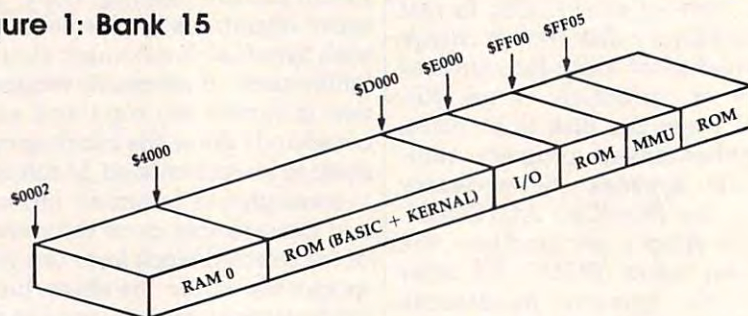 ure 1: Bank 15
$FF05
$FF00
$E000
$D000
$4000
$0002
RAM 0
ROM (BASIC + KERNAL)
I/O
ROM
MMU
ROM